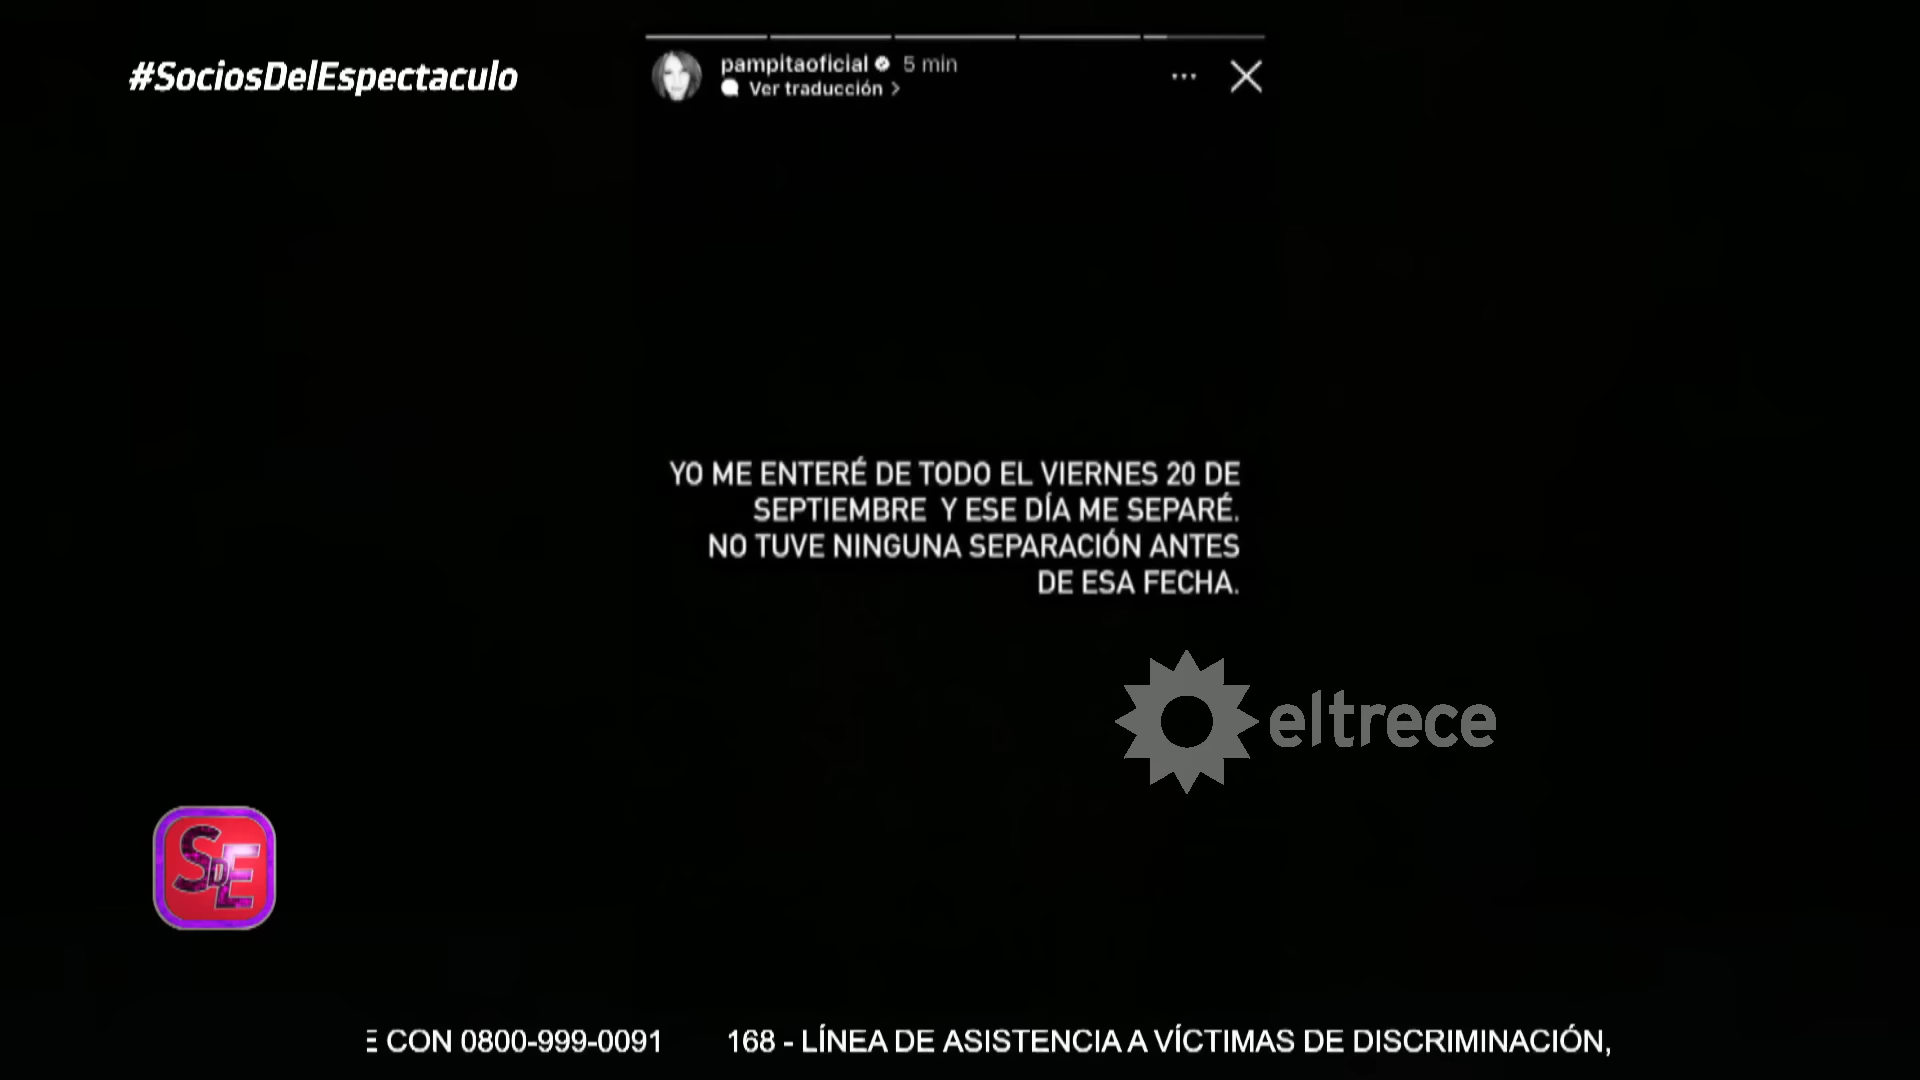 #SociosDelEspectaculo
pampitaoficial 5 min
Ver traducción
YO ME ENTERÉ DE TODO EL VIERNES 20 DE
SEPTIEMBRE Y ESE DÍA ME SEPARÉ.
NO TUVE NINGUNA SEPARACIÓN ANTES
DE ESA FECHA.
eltrece
SDE
CON 0800-999-0091 168 - LÍNEA DE ASISTENCIA A VÍCTIMAS DE DISCRIMINACIÓN,